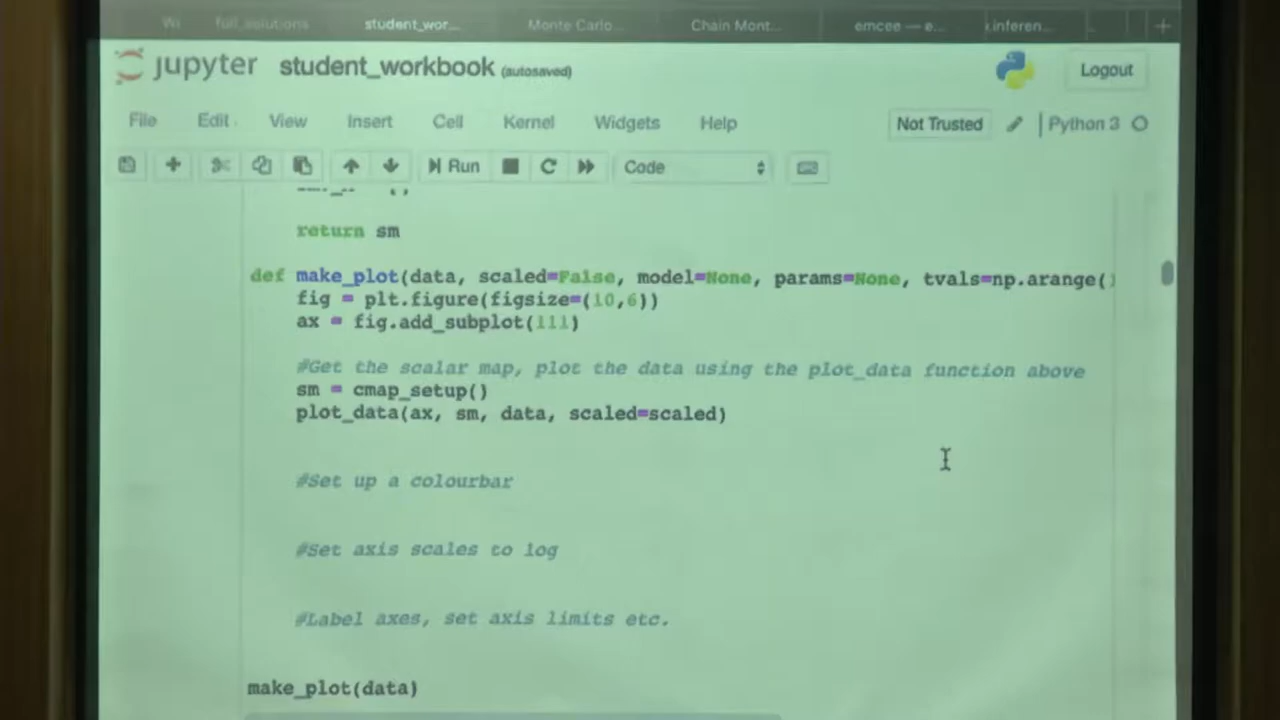 full_solutions student_wor... Monte Carlo... Chain Mont... emcee — e... inferen...
jupyter student_workbook (autosaved) Logout
File Edit View Insert Cell Kernel Widgets Help Not Trusted Python 3
Run Code
return sm
def make_plot(data, scaled=False, model=None, params=None, tvals=np.arange()
fig = plt.figure(figsize=(10,6))
ax = fig.add_subplot(111)
#Get the scalar map, plot the data using the plot_data function above
sm = cmap_setup()
plot_data(ax, sm, data, scaled=scaled)
#Set up a colourbar
#Set axis scales to log
#Label axes, set axis limits etc.
make_plot(data)